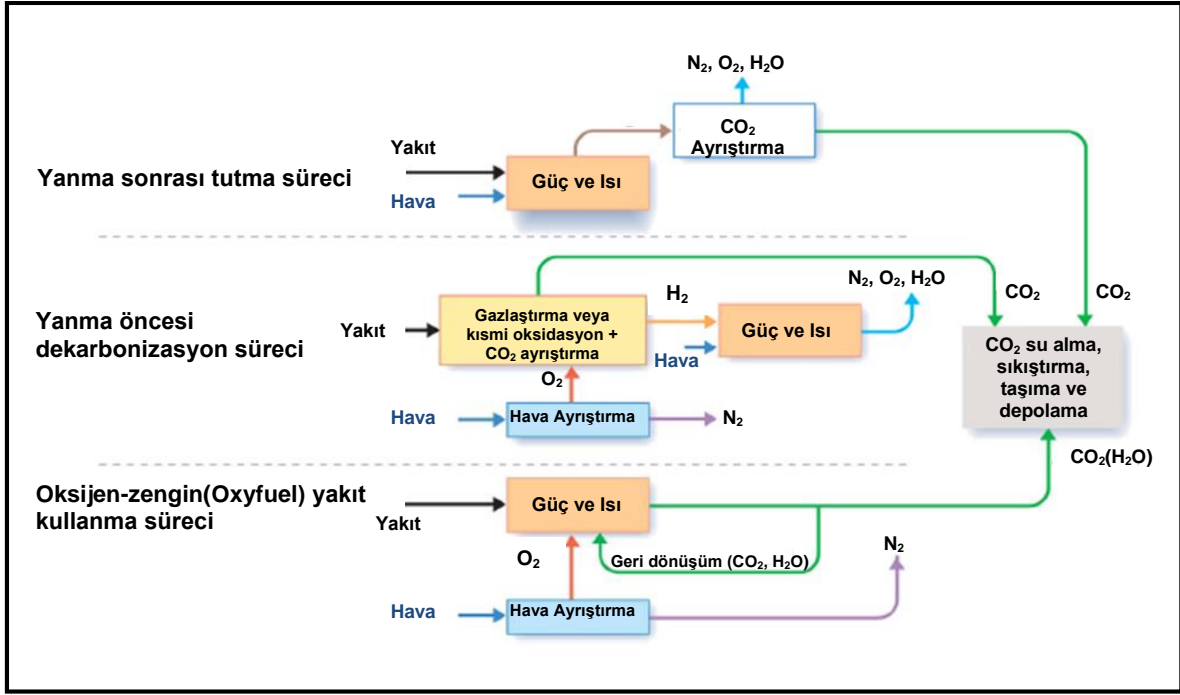 N₂, O₂, H₂O
CO₂
Ayrıştırma
Yakıt
Yanma sonrası tutma süreci
Güç ve Isı
Hava
CO₂
CO₂
N₂, O₂, H₂O
H₂
Yanma öncesi
dekarbonizasyon süreci
Yakıt
Gazlaştırma veya
kısmi oksidasyon +
CO₂ ayrıştırma
Güç ve Isı
Hava
O₂
Hava
Hava Ayrıştırma
N₂
CO₂ su alma,
sıkıştırma,
taşıma ve
depolama
CO₂(H₂O)
Oksijen-zengin(Oxyfuel) yakıt
kullanma süreci
Yakıt
Güç ve Isı
O₂
Geri dönüşüm (CO₂, H₂O)
N₂
Hava
Hava Ayrıştırma